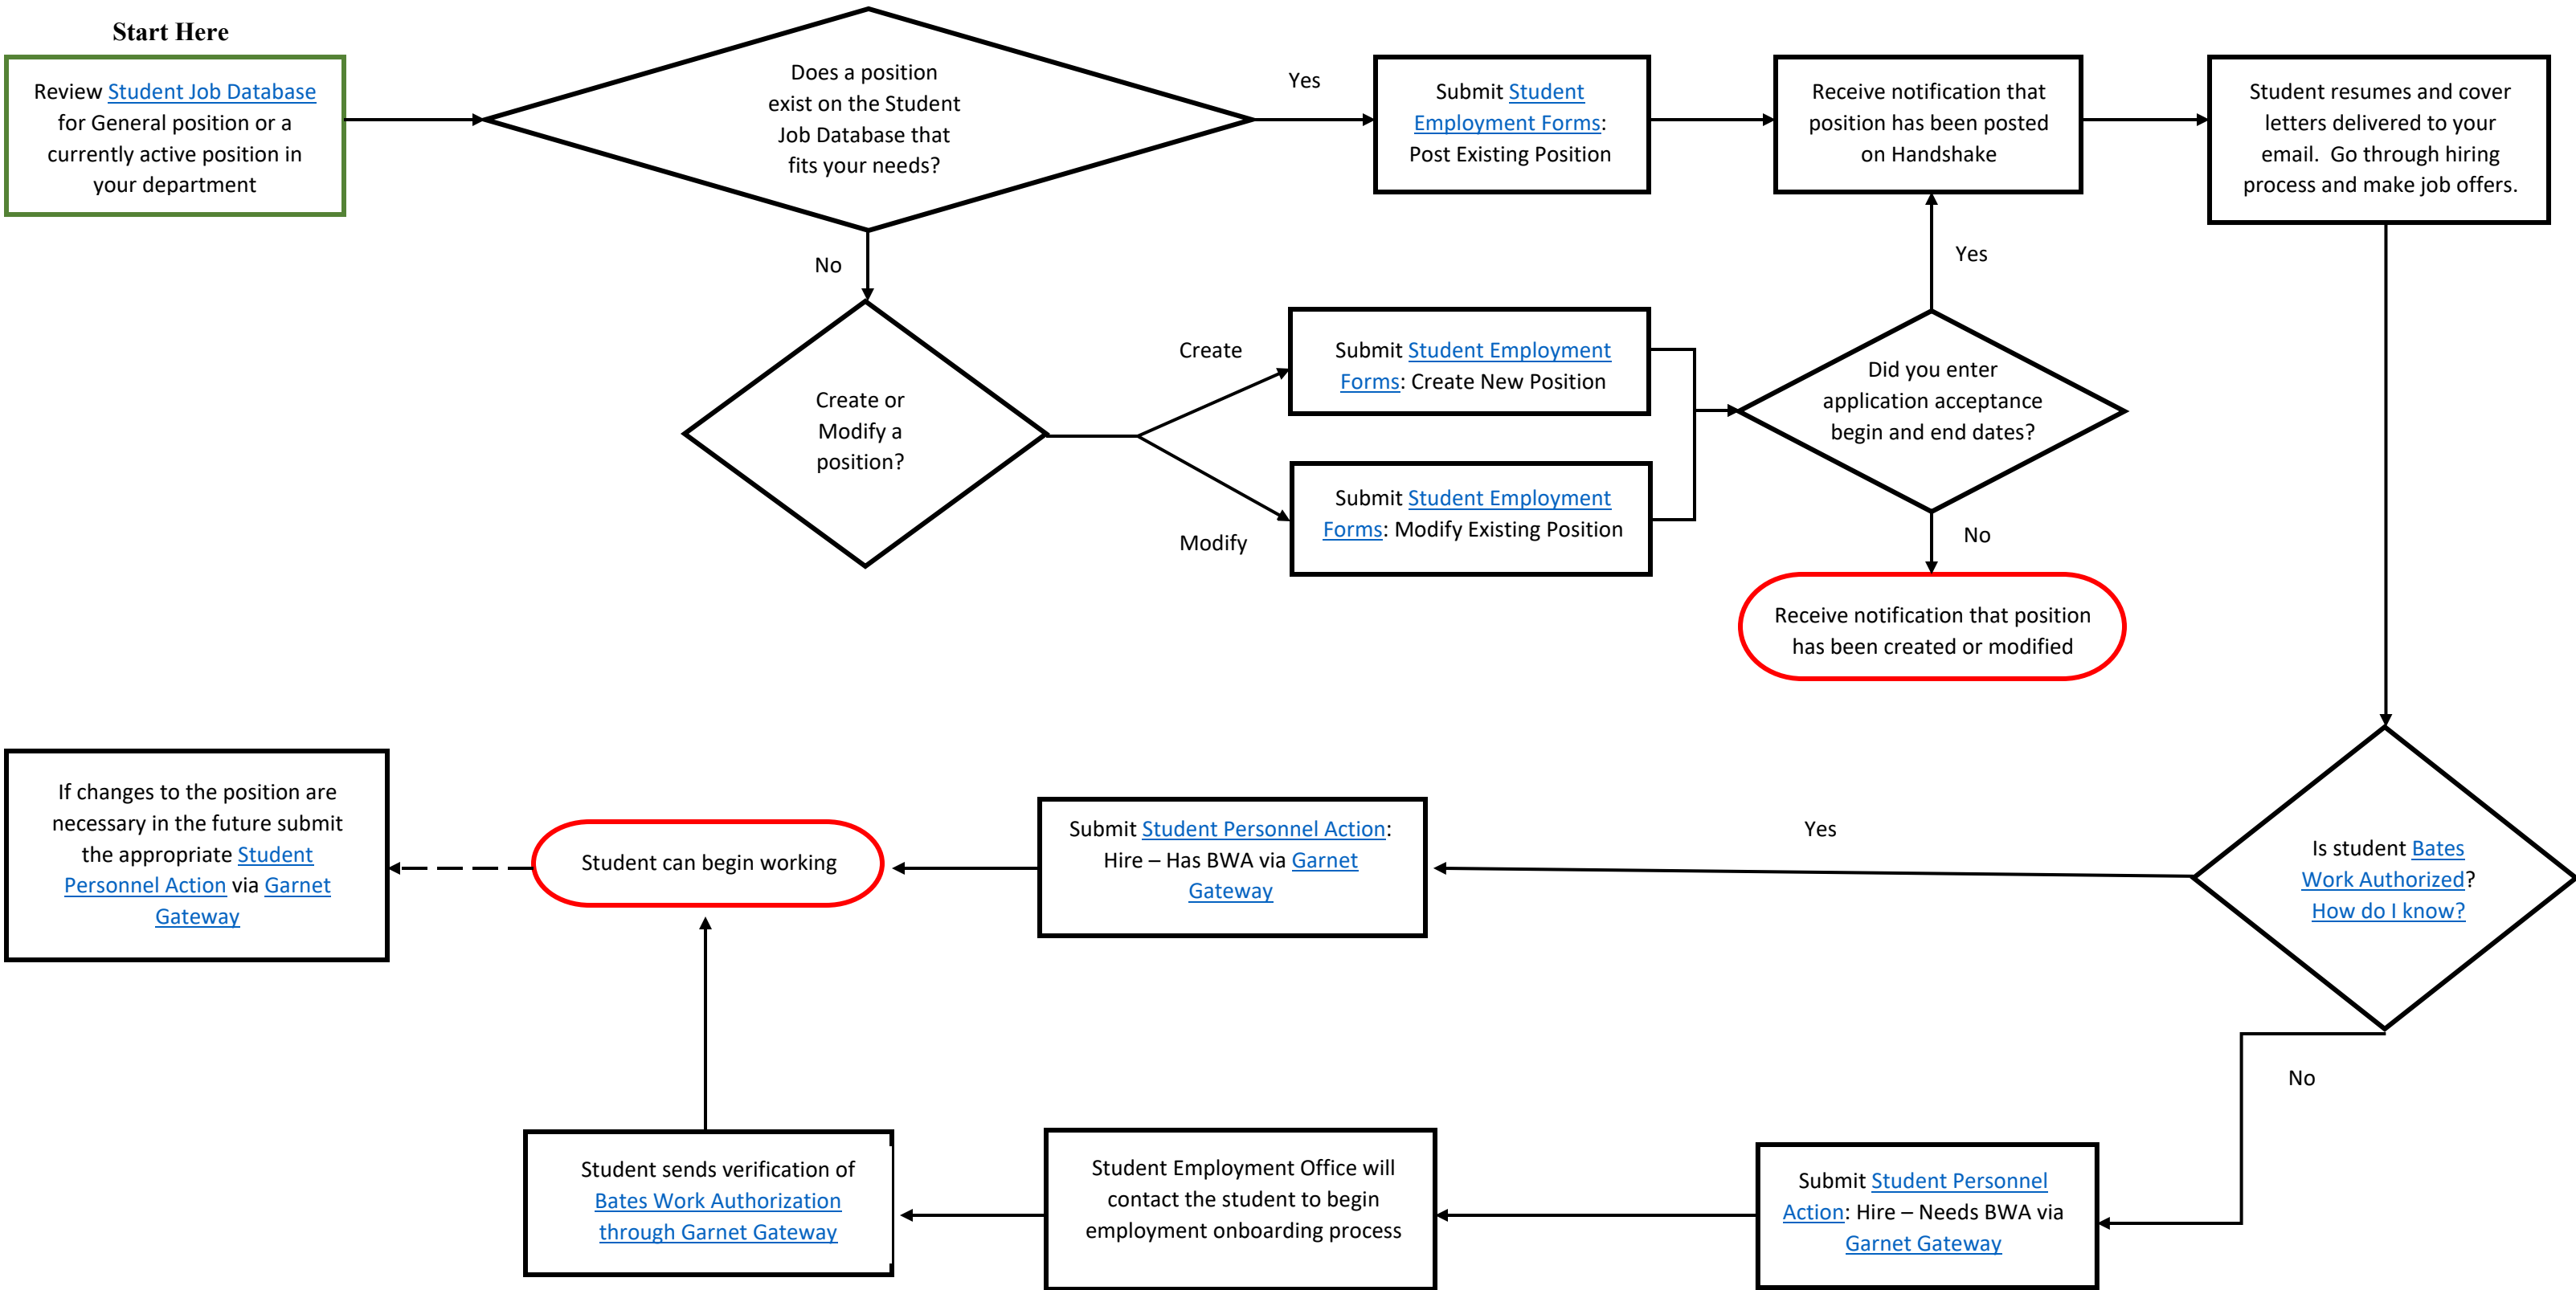 Start Here
Review Student Job Database
for General position or a
currently active position in
your department
Does a position
exist on the Student
Job Database that
fits your needs?
Yes
Submit Student
Employment Forms:
Post Existing Position
Receive notification that
position has been posted
on Handshake
Student resumes and cover
letters delivered to your
email.  Go through hiring
process and make job offers.
No
Yes
Create or
Modify a
position?
Create
Submit Student Employment
Forms: Create New Position
Modify
Submit Student Employment
Forms: Modify Existing Position
Did you enter
application acceptance
begin and end dates?
No
Receive notification that position
has been created or modified
If changes to the position are
necessary in the future submit
the appropriate Student
Personnel Action via Garnet
Gateway
Student can begin working
Submit Student Personnel Action:
Hire – Has BWA via Garnet
Gateway
Yes
Is student Bates
Work Authorized?
How do I know?
No
Student sends verification of
Bates Work Authorization
through Garnet Gateway
Student Employment Office will
contact the student to begin
employment onboarding process
Submit Student Personnel
Action: Hire – Needs BWA via
Garnet Gateway